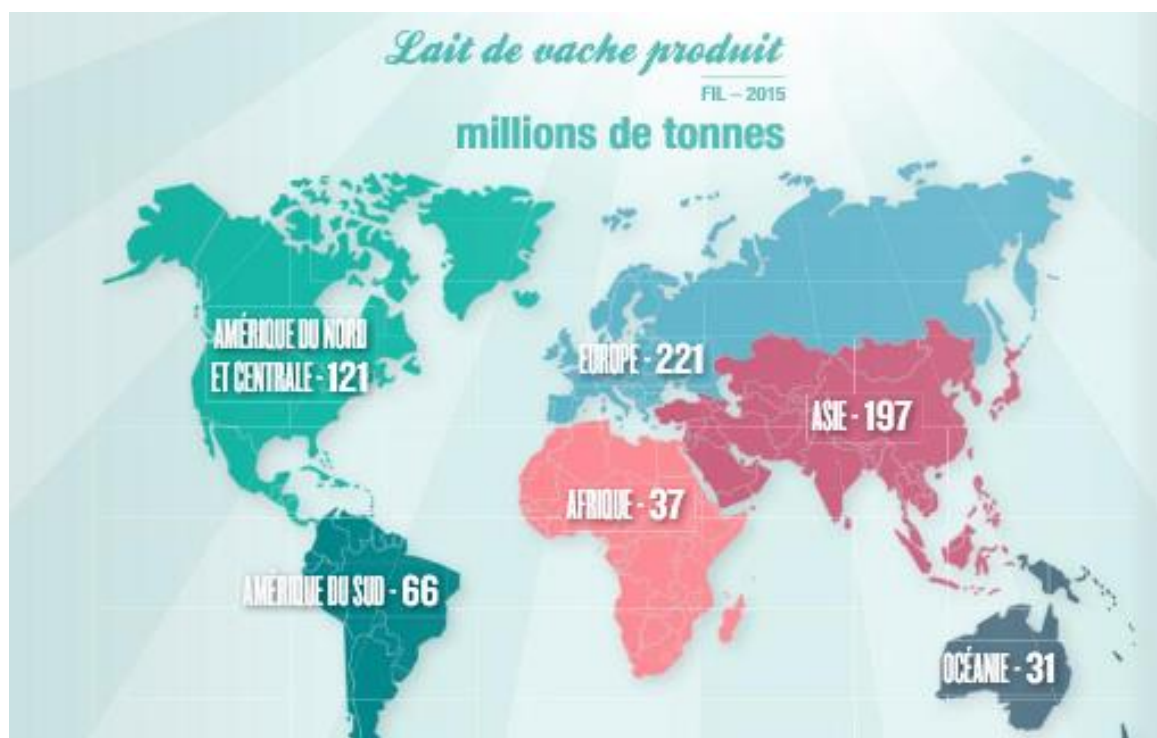 Lait de vache produit
FIL – 2015
millions de tonnes
AMÉRIQUE DU NORD
ET CENTRALE - 121
EUROPE - 221
ASIE - 197
AFRIQUE - 37
AMÉRIQUE DU SUD - 66
OCÉANIE - 31